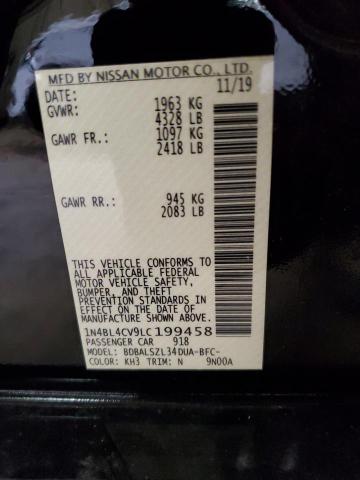 MFD BY NISSAN MOTOR CO., LTD.
DATE: 11/19
GVWR: 1963 KG
4328 LB
GAWR FR.: 1097 KG
2418 LB
GAWR RR.: 945 KG
2083 LB
THIS VEHICLE CONFORMS TO
ALL APPLICABLE FEDERAL
MOTOR VEHICLE SAFETY,
BUMPER, AND THEFT
PREVENTION STANDARDS IN
EFFECT ON THE DATE OF
MANUFACTURE SHOWN ABOVE.
1N4BL4CV9LC199458
PASSENGER CAR 918
MODEL: BDBALSZL34DUA-BFC-
COLOR: KH3 TRIM: N 9N00A